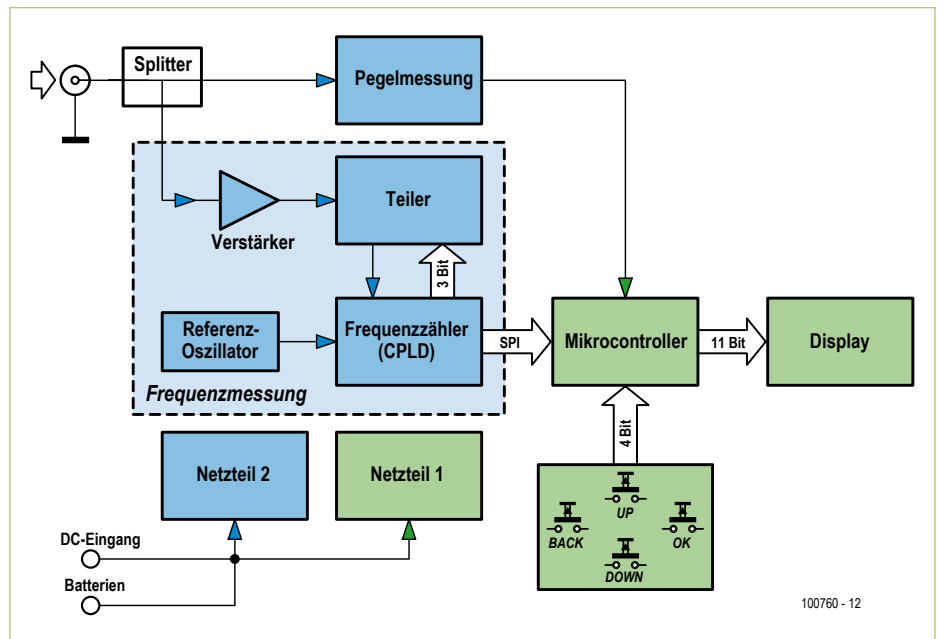 Splitter
Pegelmessung
Verstärker
Teiler
3 Bit
Referenz-
Oszillator
Frequenzzähler
(CPLD)
SPI
Mikrocontroller
11 Bit
Display
Frequenzmessung
4 Bit
Netzteil 2
Netzteil 1
UP
BACK
OK
DOWN
DC-Eingang
Batterien
100760 - 12